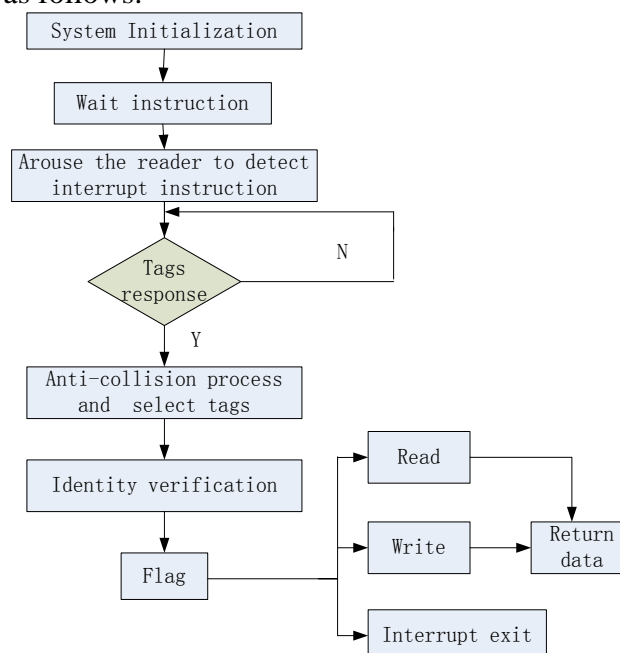 as follows:
System Initialization
Wait instruction
Arouse the reader to detect
interrupt instruction
N
Tags
response
Y
Anti-collision process
and select tags
Identity verification
Read
Flag
Write
Return
data
Interrupt exit